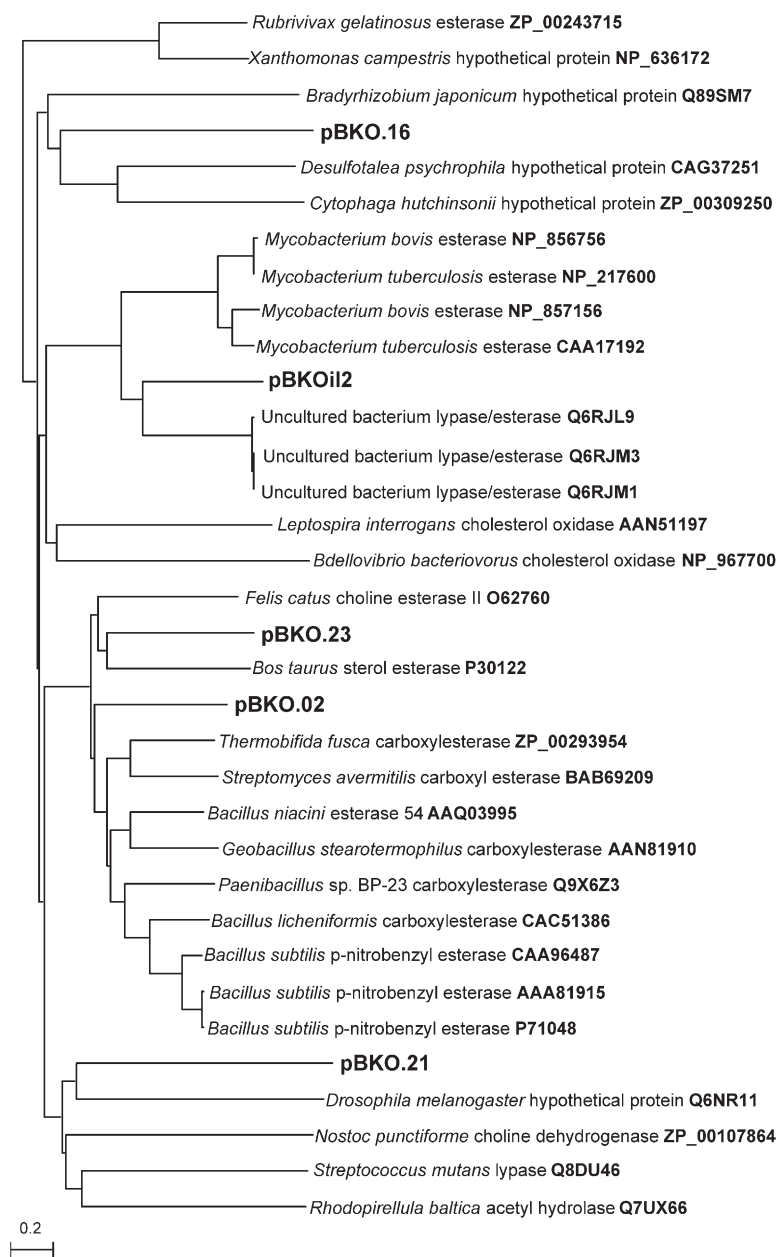 Rubrivivax gelatinosus esterase ZP_00243715
Xanthomonas campestris hypothetical protein NP_636172
Bradyrhizobium japonicum hypothetical protein Q89SM7
pBKO.16
Desulfotalea psychrophila hypothetical protein CAG37251
Cytophaga hutchinsonii hypothetical protein ZP_00309250
Mycobacterium bovis esterase NP_856756
Mycobacterium tuberculosis esterase NP_217600
Mycobacterium bovis esterase NP_857156
Mycobacterium tuberculosis esterase CAA17192
pBKOil2
Uncultured bacterium lypase/esterase Q6RJL9
Uncultured bacterium lypase/esterase Q6RJM3
Uncultured bacterium lypase/esterase Q6RJM1
Leptospira interrogans cholesterol oxidase AAN51197
Bdellovibrio bacteriovorus cholesterol oxidase NP_967700
Felis catus choline esterase II O62760
pBKO.23
Bos taurus sterol esterase P30122
pBKO.02
Thermobifida fusca carboxylesterase ZP_00293954
Streptomyces avermitilis carboxyl esterase BAB69209
Bacillus niacini esterase 54 AAQ03995
Geobacillus stearotermophilus carboxylesterase AAN81910
Paenibacillus sp. BP-23 carboxylesterase Q9X6Z3
Bacillus licheniformis carboxylesterase CAC51386
Bacillus subtilis p-nitrobenzyl esterase CAA96487
Bacillus subtilis p-nitrobenzyl esterase AAA81915
Bacillus subtilis p-nitrobenzyl esterase P71048
pBKO.21
Drosophila melanogaster hypothetical protein Q6NR11
Nostoc punctiforme choline dehydrogenase ZP_00107864
Streptococcus mutans lypase Q8DU46
Rhodopirellula baltica acetyl hydrolase Q7UX66
0.2